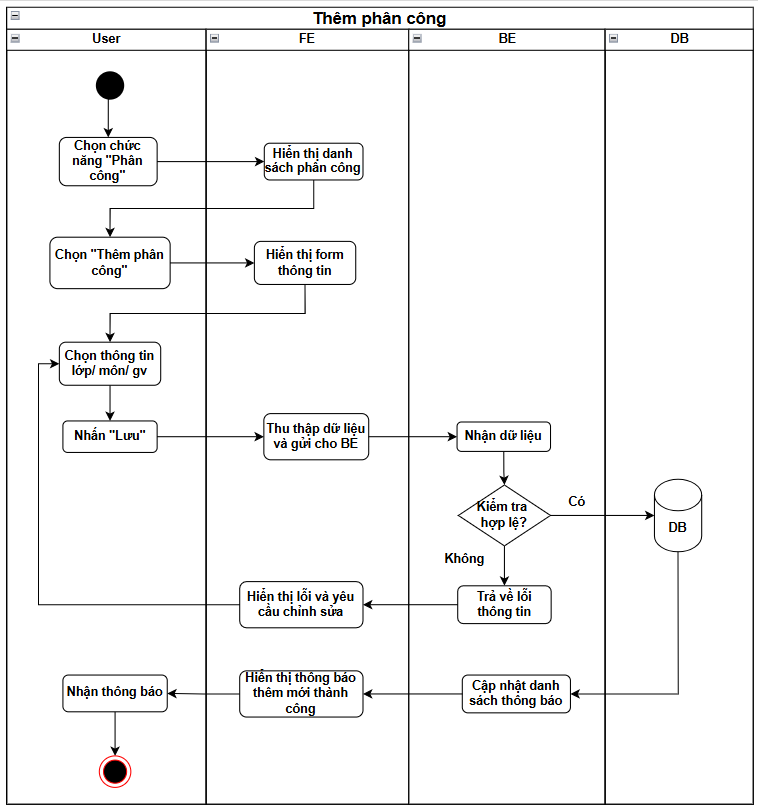 Thêm phân công
User
FE
BE
DB
Chọn chức
năng "Phân
công"
Hiển thị danh
sách phân công
Chọn "Thêm phân
công"
Hiển thị form
thông tin
Chọn thông tin
lớp/ môn/ gv
Nhấn "Lưu"
Thu thập dữ liệu
và gửi cho BE
Nhận dữ liệu
Kiểm tra
hợp lệ?
Có
DB
Không
Trả về lỗi
thông tin
Hiển thị lỗi và yêu
cầu chỉnh sửa
Cập nhật danh
sách thông báo
Hiển thị thông báo
thêm mới thành
công
Nhận thông báo